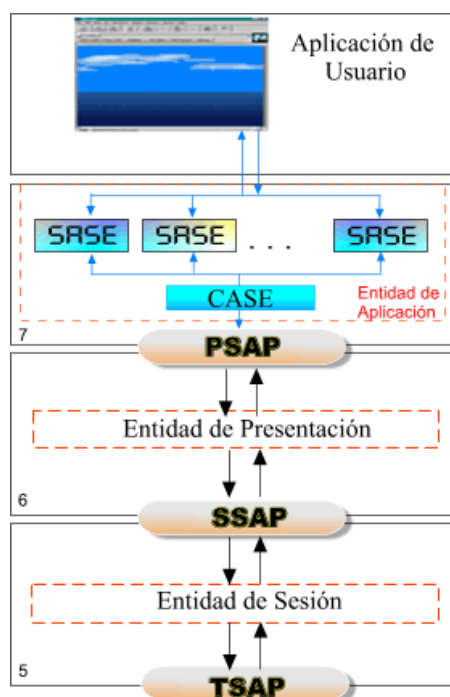 Aplicación de
Usuario
SASE
SASE
. . .
SASE
CASE
Entidad de
Aplicación
7
PSAP
Entidad de Presentación
6
SSAP
Entidad de Sesión
5
TSAP